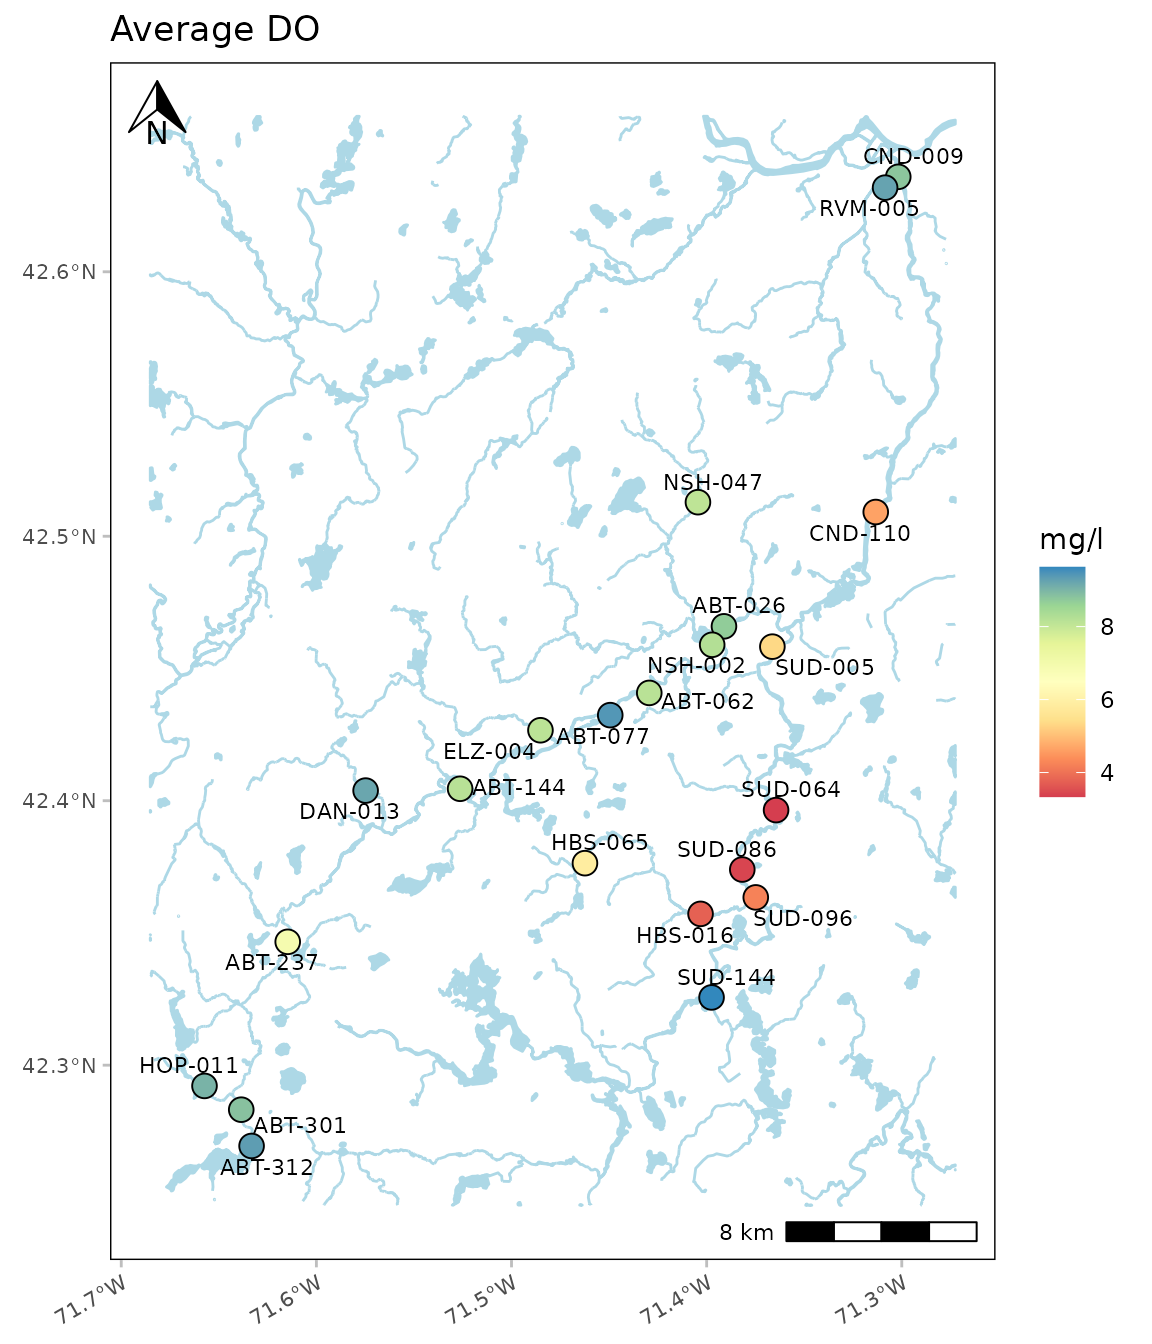 Average DO
N
CND-009
RVM-005
42.6°N
NSH-047
CND-110
42.5°N
mg/l
ABT-026
8
NSH-002
SUD-005
ABT-062
6
ABT-077
ELZ-004
4
ABT-144
SUD-064
42.4°N
DAN-013
HBS-065
SUD-086
SUD-096
HBS-016
ABT-237
SUD-144
HOP-011
42.3°N
ABT-301
ABT-312
8 km
71.7°W
71.6°W
71.5°W
71.4°W
71.3°W